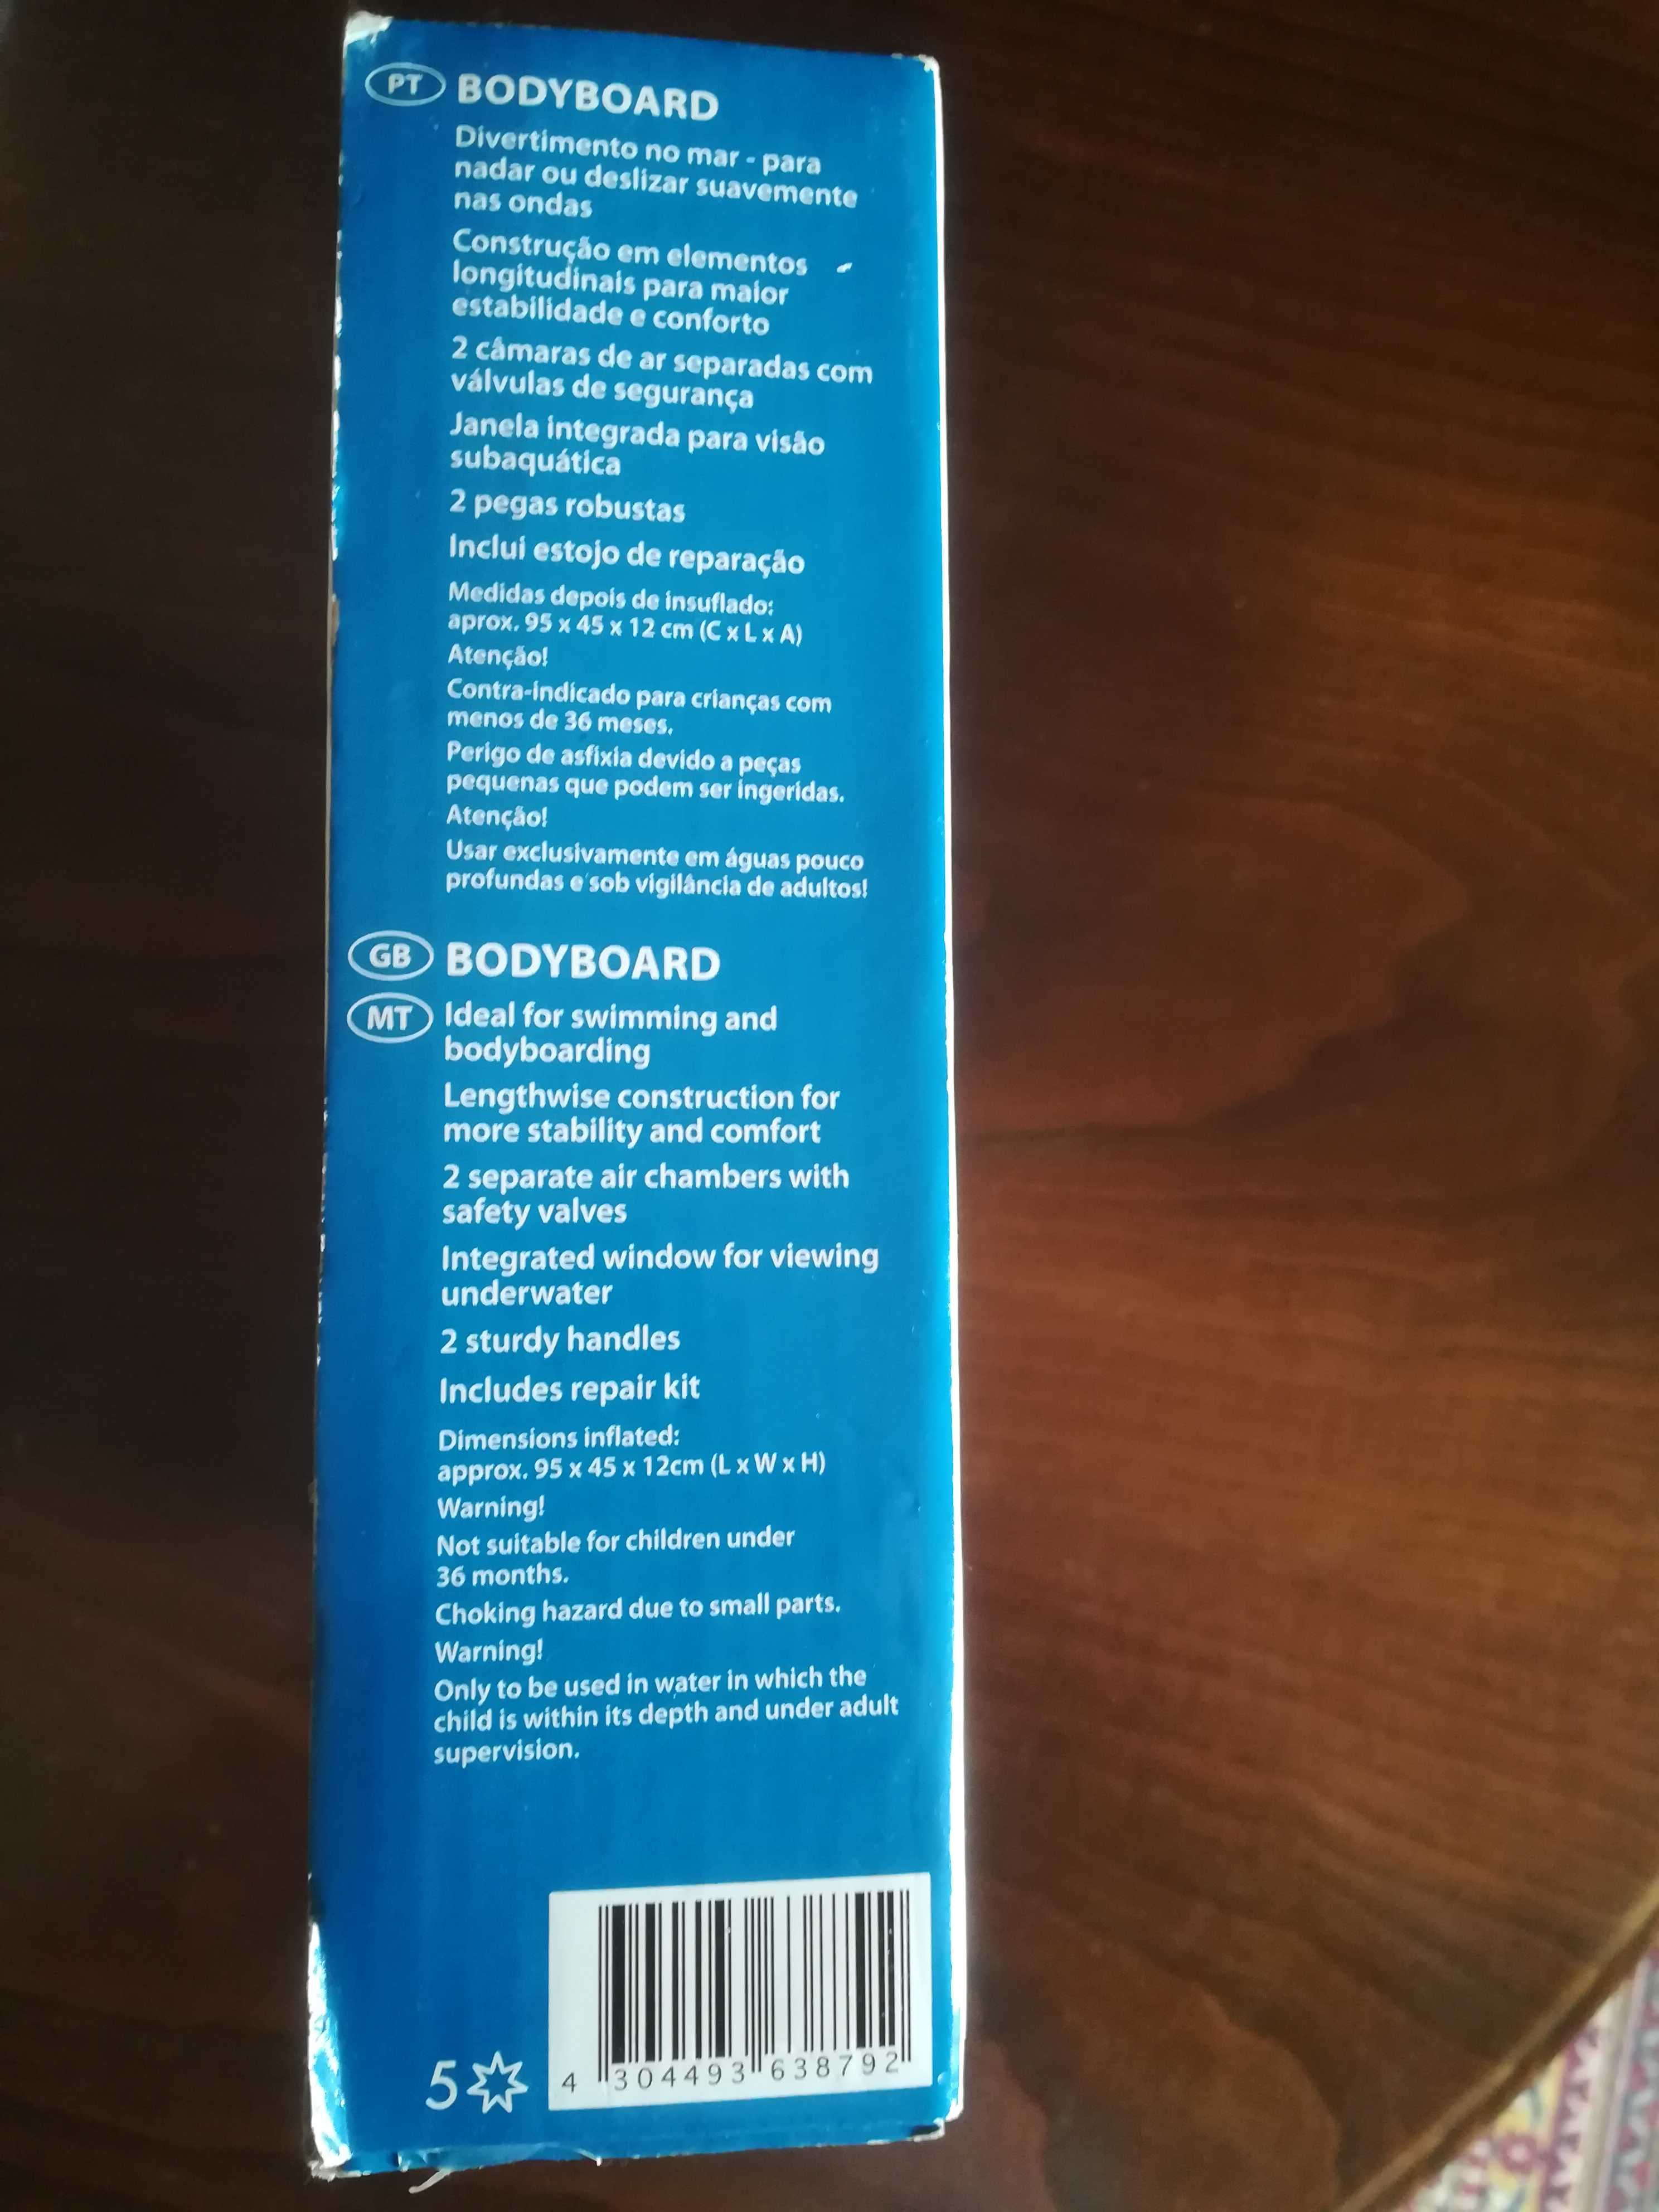 PT BODYBOARD
Divertimento no mar - para
nadar ou deslizar suavemente
nas ondas
Construção em elementos
longitudinais para maior
estabilidade e conforto
2 câmaras de ar separadas com
válvulas de segurança
Janela integrada para visão
subaquática
2 pegas robustas
Inclui estojo de reparação
Medidas depois de insuflado:
aprox. 95 x 45 x 12 cm (C x L x A)
Atenção!
Contra-indicado para crianças com
menos de 36 meses.
Perigo de asfixia devido a peças
pequenas que podem ser ingeridas.
Atenção!
Usar exclusivamente em águas pouco
profundas e sob vigilância de adultos!
GB BODYBOARD
MT Ideal for swimming and
bodyboarding
Lengthwise construction for
more stability and comfort
2 separate air chambers with
safety valves
Integrated window for viewing
underwater
2 sturdy handles
Includes repair kit
Dimensions inflated:
approx. 95 x 45 x 12cm (L x W x H)
Warning!
Not suitable for children under
36 months.
Choking hazard due to small parts.
Warning!
Only to be used in water in which the
child is within its depth and under adult
supervision.
5
4 304493 638792